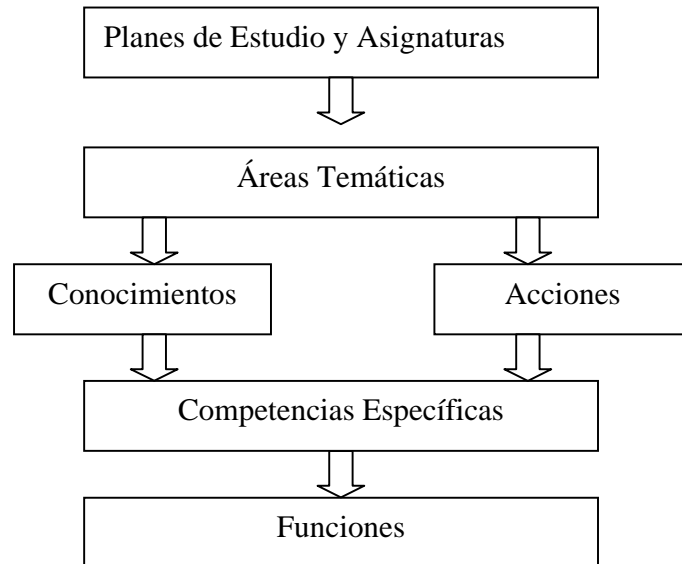 Planes de Estudio y Asignaturas
Áreas Temáticas
Conocimientos
Acciones
Competencias Específicas
Funciones